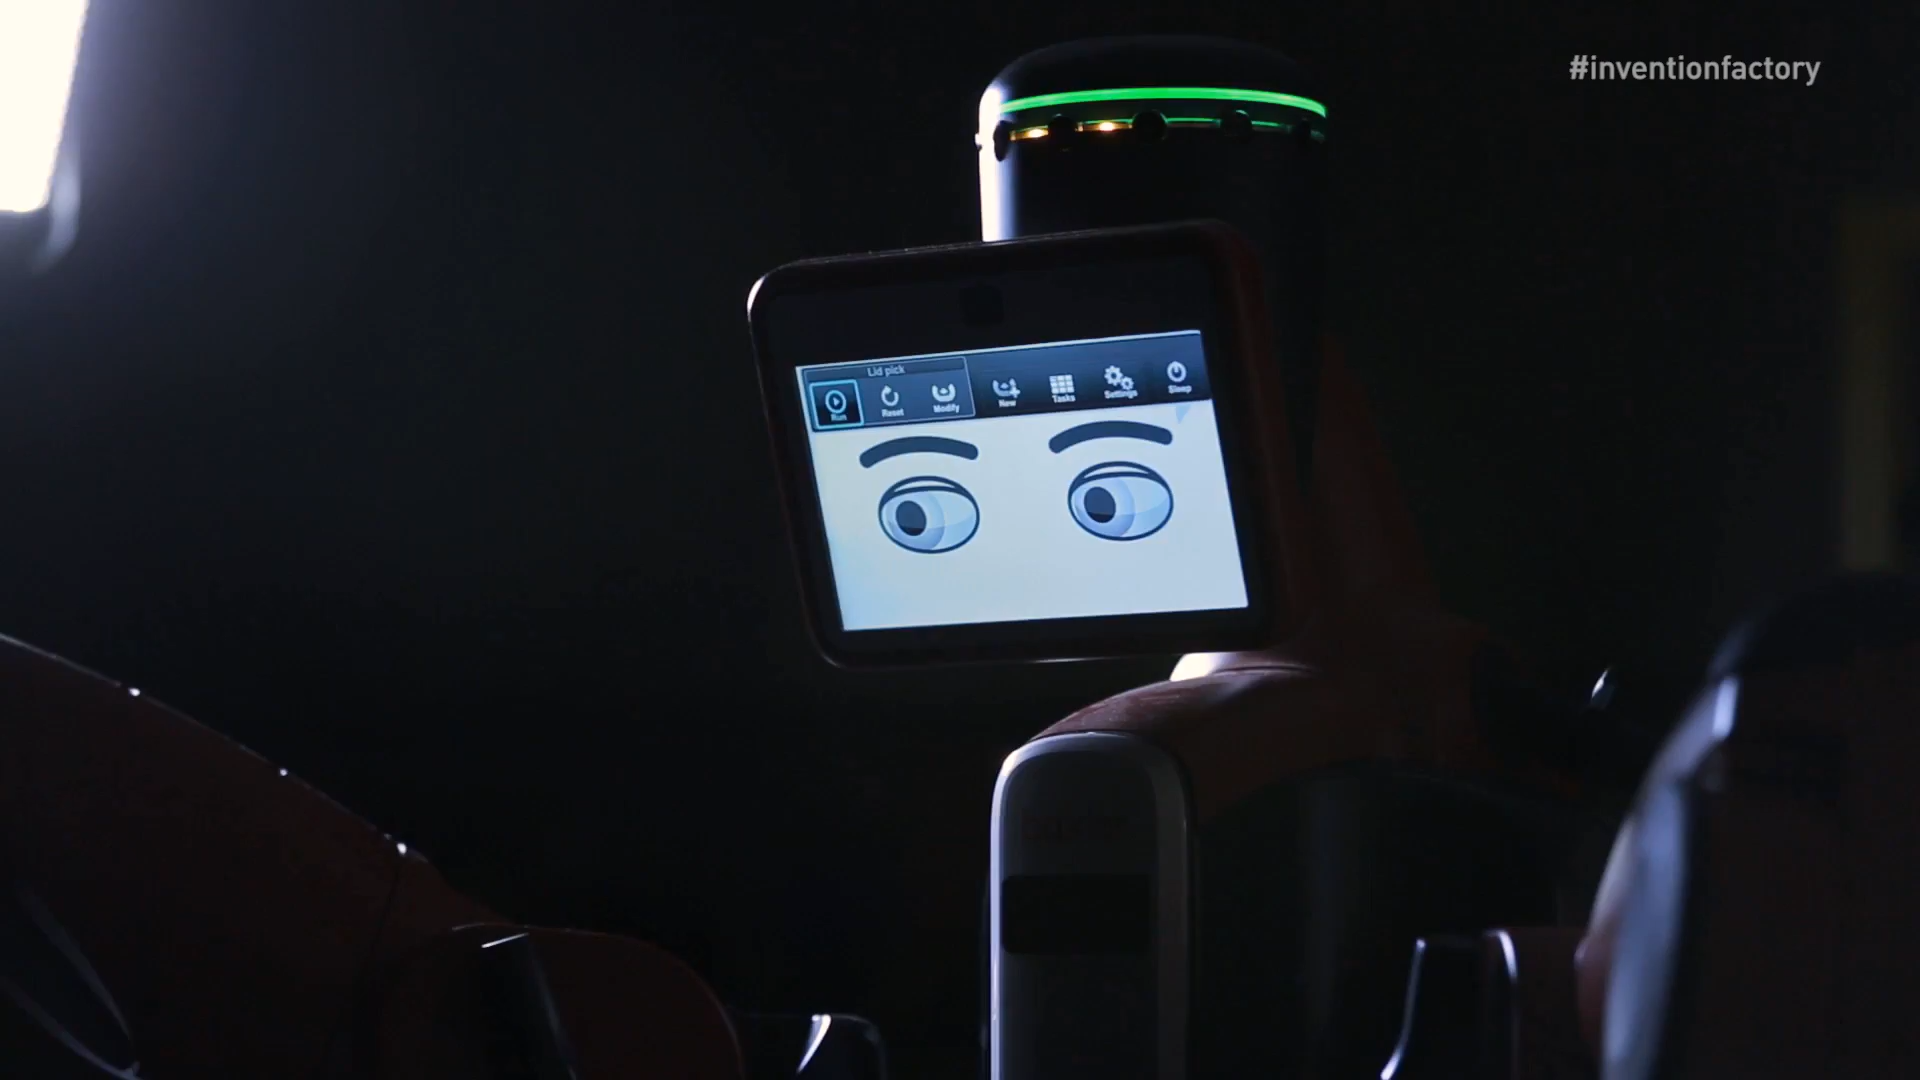 #inventionfactory
Lid pick
Run
Reset
Modify
New
Tasks
Settings
Sleep